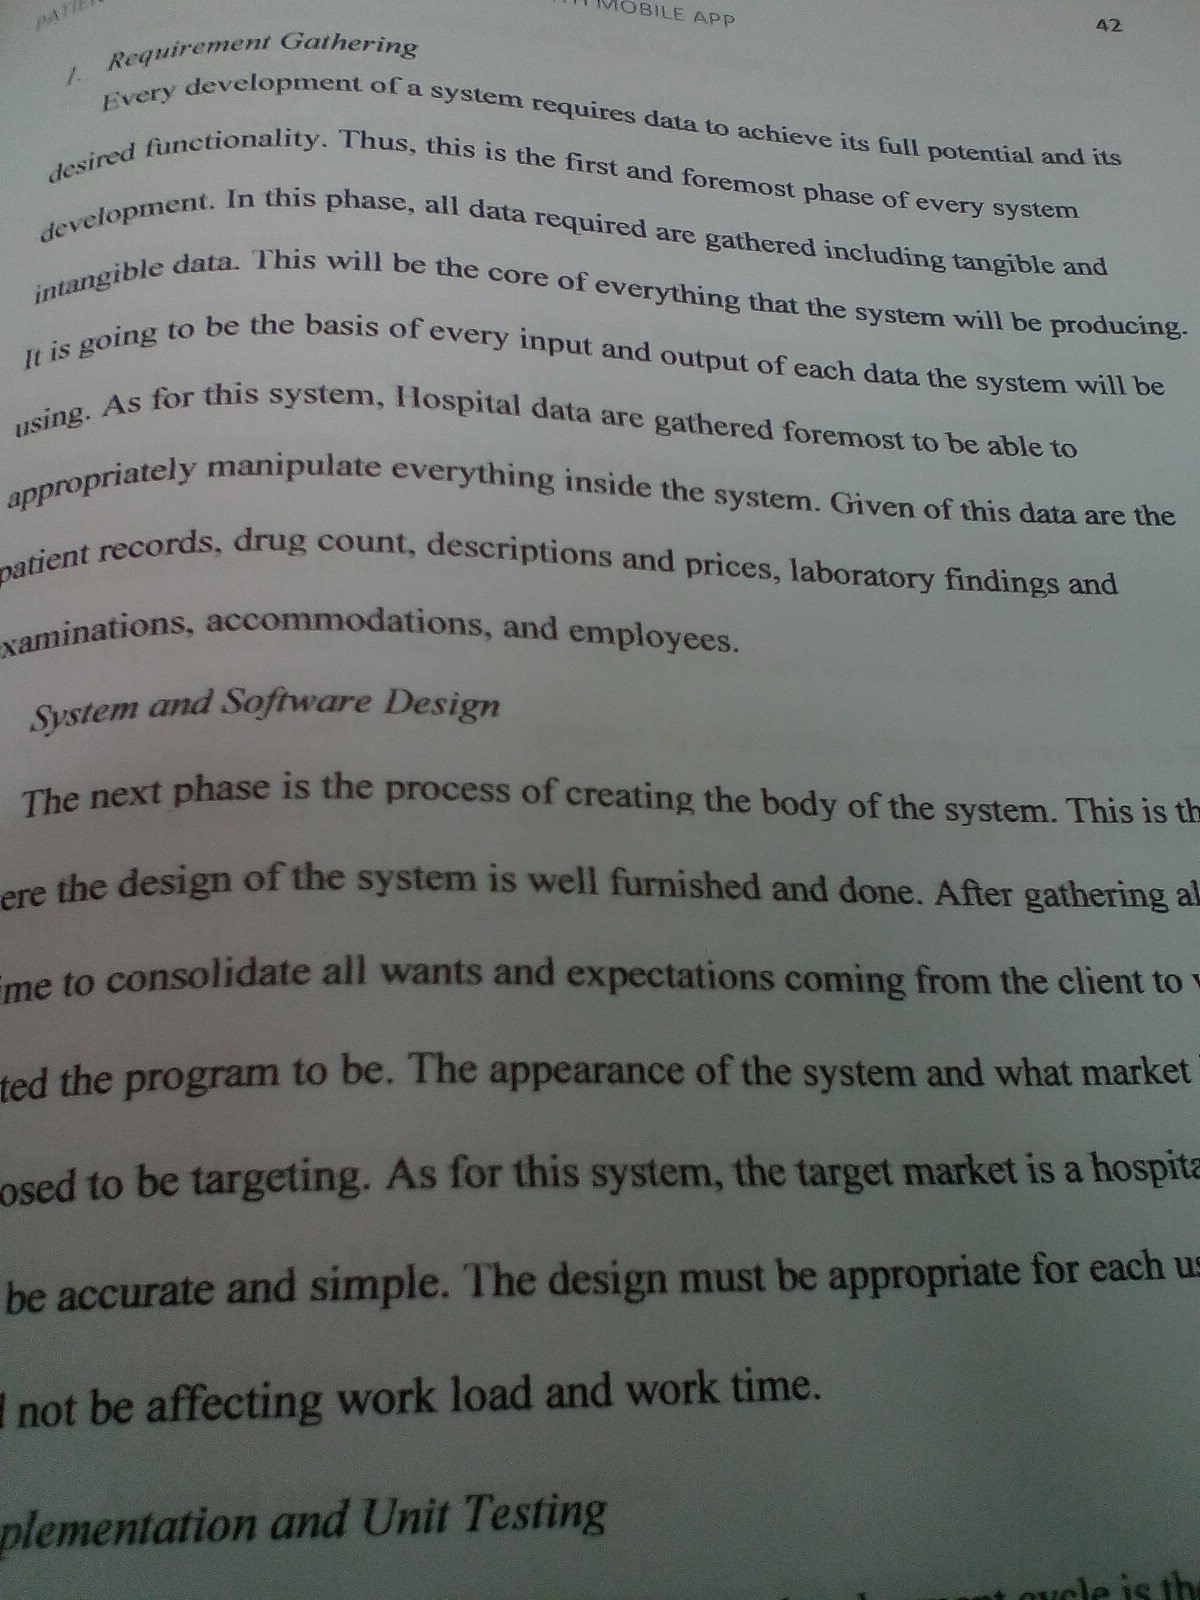 MOBILE APP
42
1. Requirement Gathering
Every development of a system requires data to achieve its full potential and its
desired functionality. Thus, this is the first and foremost phase of every system
development. In this phase, all data required are gathered including tangible and
intangible data. This will be the core of everything that the system will be producing.
It is going to be the basis of every input and output of each data the system will be
using. As for this system, Hospital data are gathered foremost to be able to
appropriately manipulate everything inside the system. Given of this data are the
patient records, drug count, descriptions and prices, laboratory findings and
xaminations, accommodations, and employees.
System and Software Design
The next phase is the process of creating the body of the system. This is th
ere the design of the system is well furnished and done. After gathering al
ime to consolidate all wants and expectations coming from the client to
ted the program to be. The appearance of the system and what market
osed to be targeting. As for this system, the target market is a hospita
be accurate and simple. The design must be appropriate for each us
not be affecting work load and work time.
plementation and Unit Testing
cycle is the